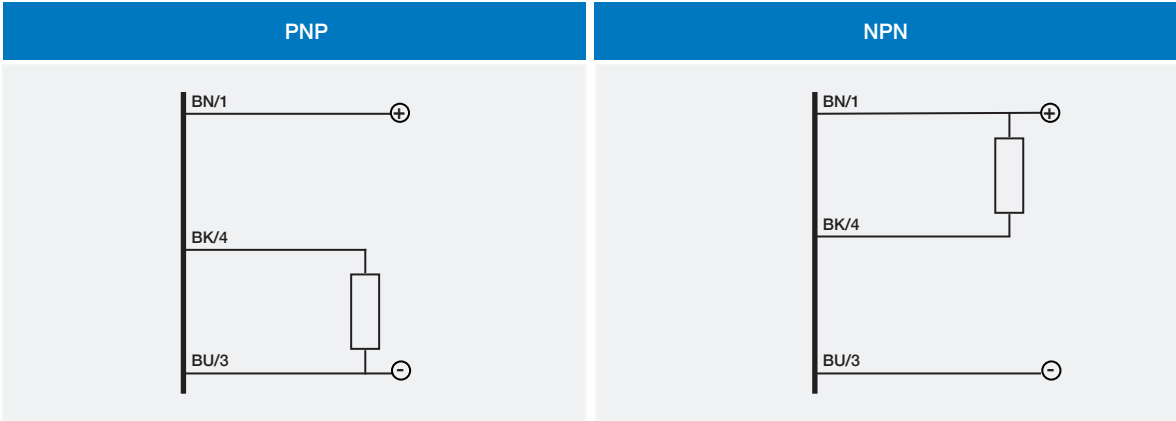 PNP
BN/1
+
BK/4
BU/3
-
NPN
BN/1
+
BK/4
BU/3
-